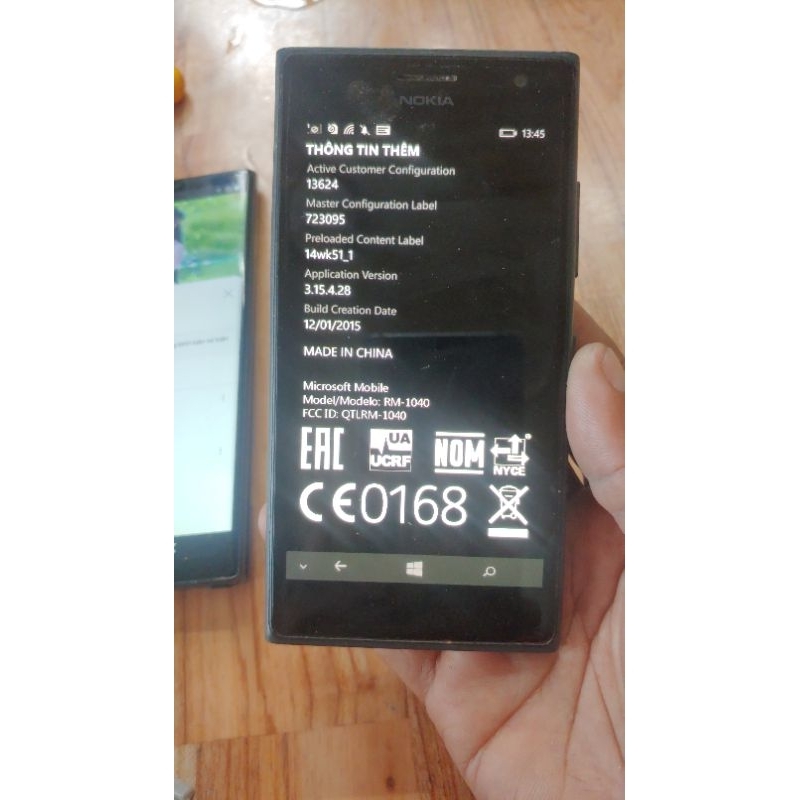 NOKIA
13:45
THÔNG TIN THÊM
Active Customer Configuration
13624
Master Configuration Label
723095
Preloaded Content Label
14wk51_1
Application Version
3.15.4.28
Build Creation Date
12/01/2015
MADE IN CHINA
Microsoft Mobile
Model/Modelo: RM-1040
FCC ID: QTLRM-1040
EAC
UA
UCRF
NOM
NYCE
CE0168